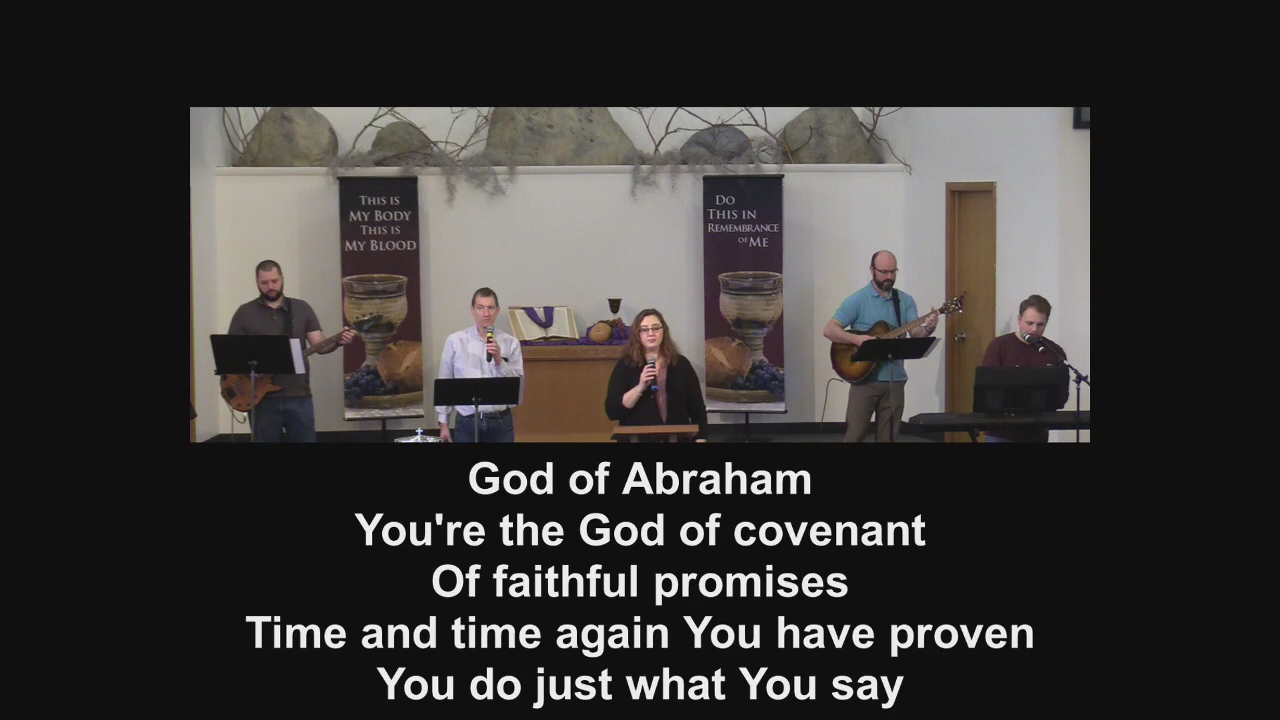 THIS IS
MY BODY
THIS IS
MY BLOOD
DO
THIS IN
REMEMBRANCE
OF ME
God of Abraham
You're the God of covenant
Of faithful promises
Time and time again You have proven
You do just what You say